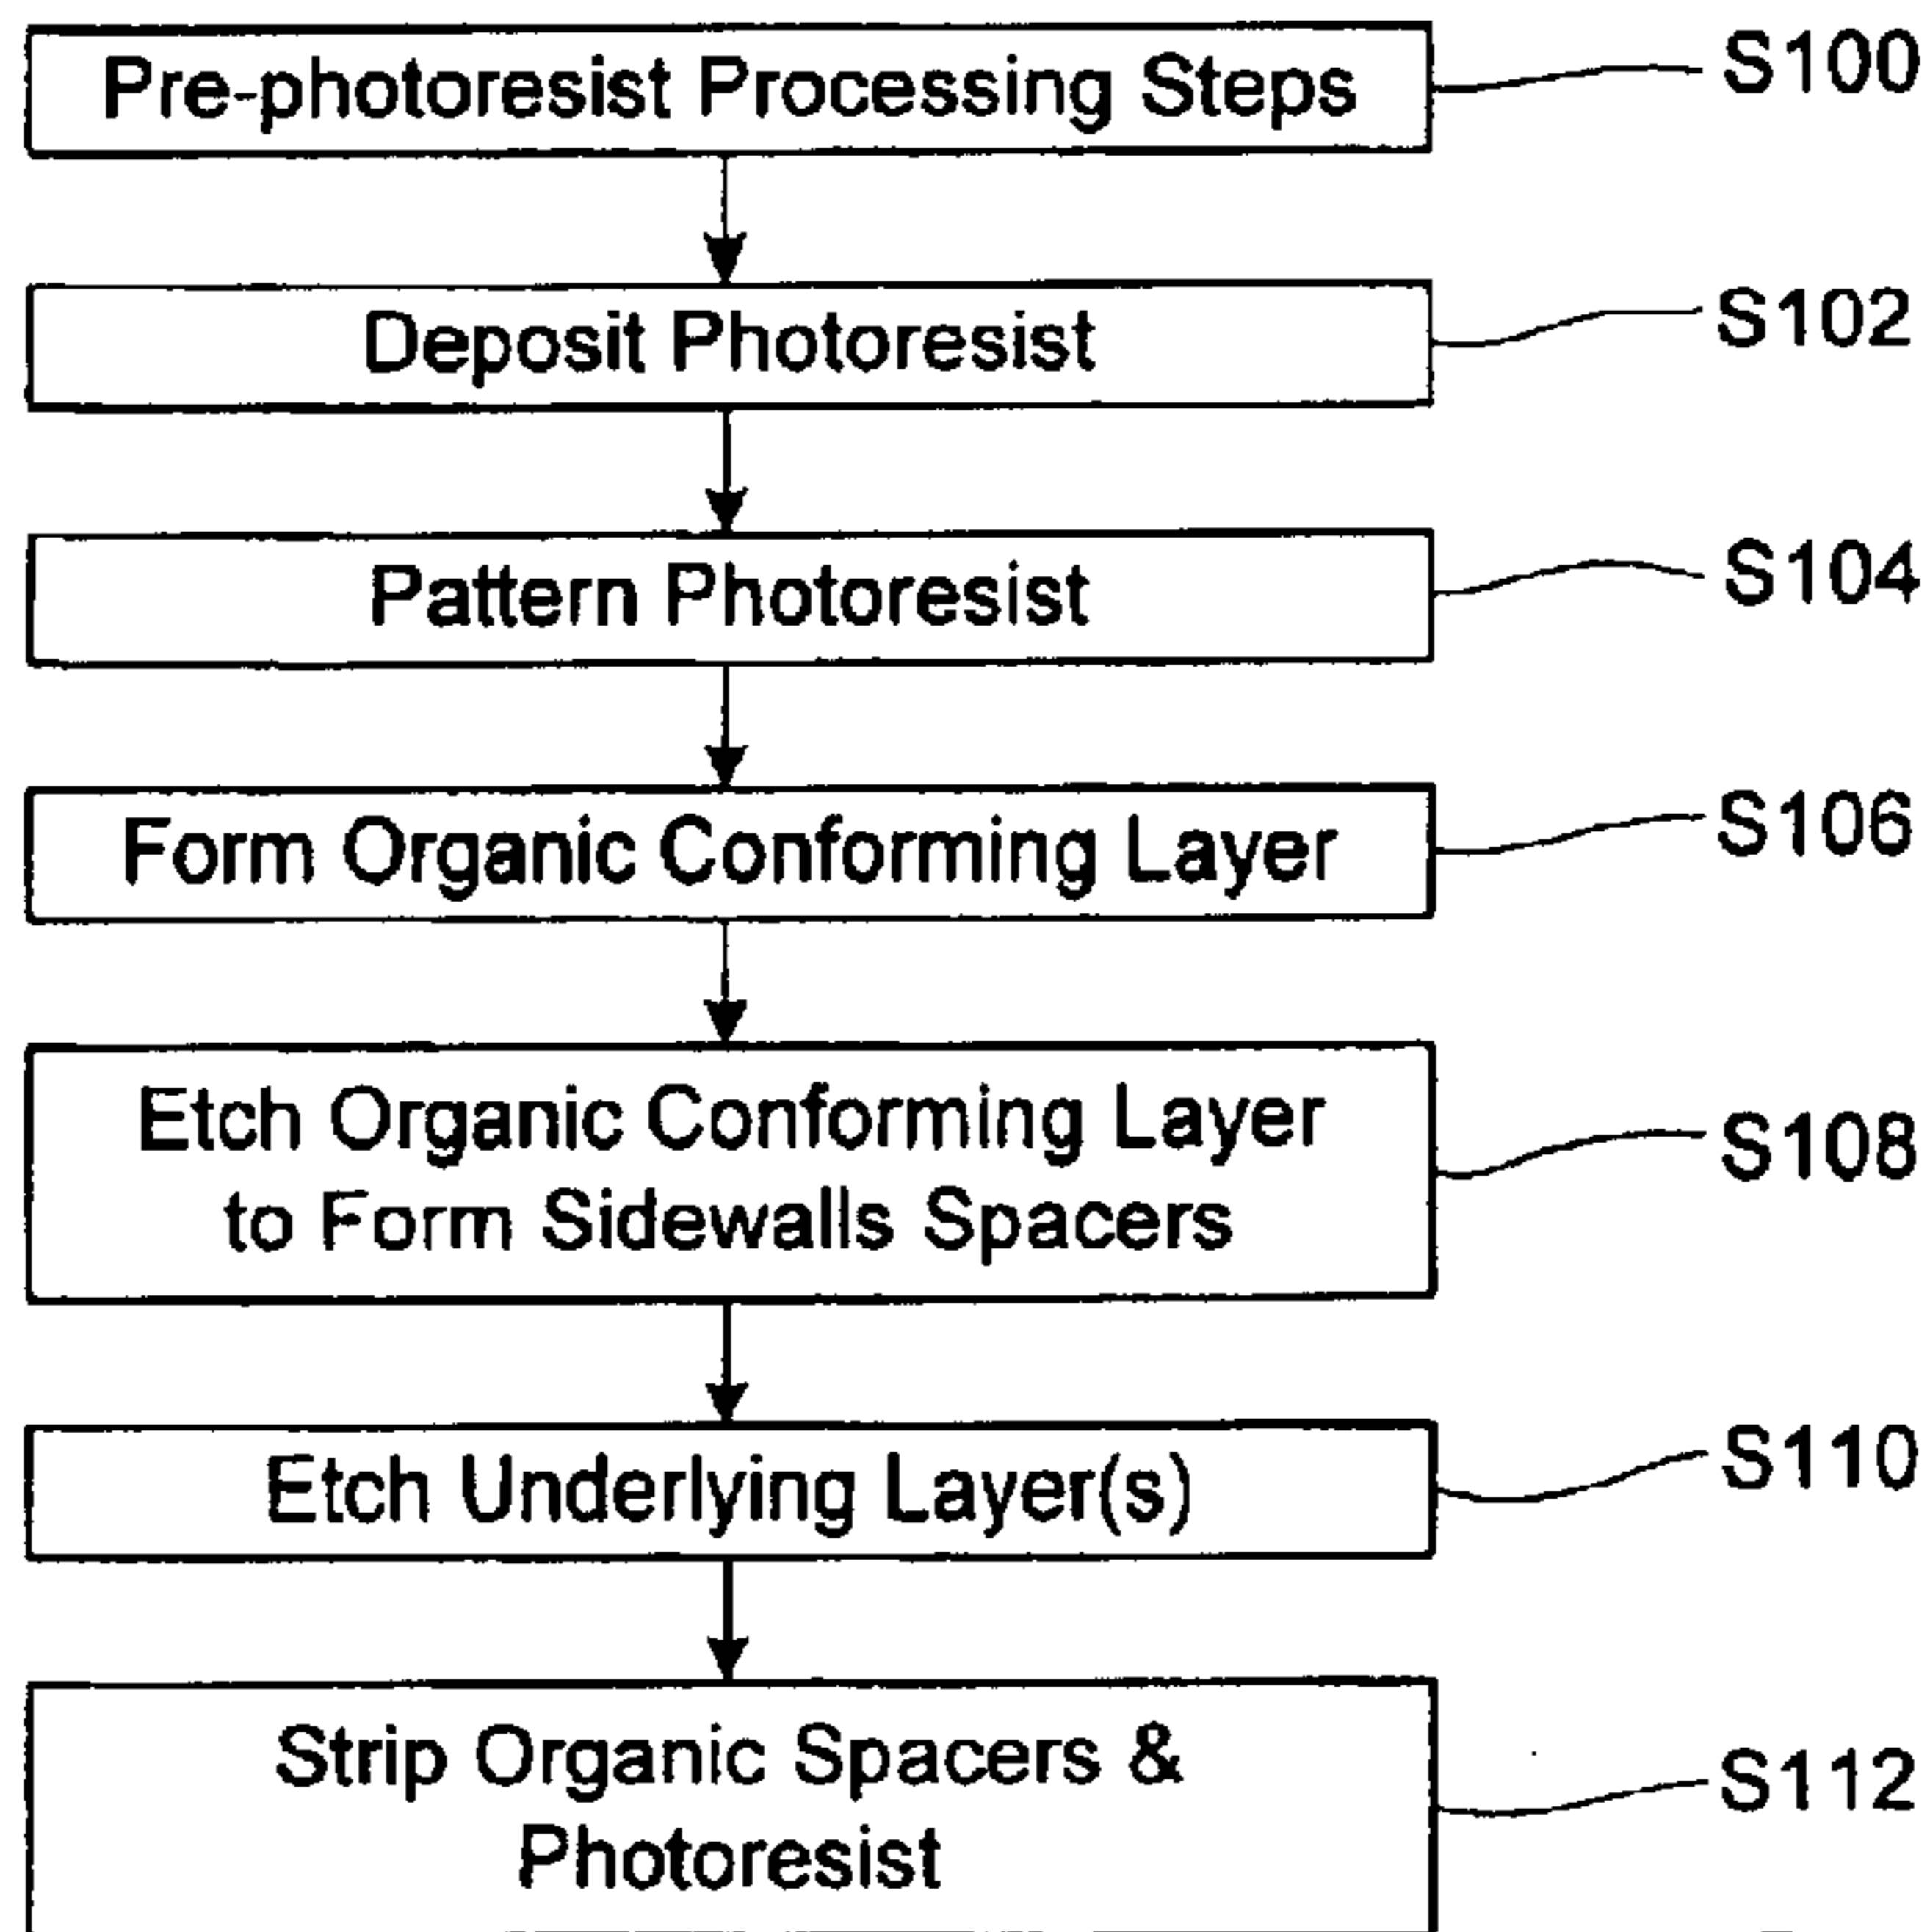 Pre-photoresist Processing Steps S100
Deposit Photoresist S102
Pattern Photoresist S104
Form Organic Conforming Layer S106
Etch Organic Conforming Layer
to Form Sidewalls Spacers
S108
Etch Underlying Layer(s) S110
Strip Organic Spacers &
Photoresist
S112